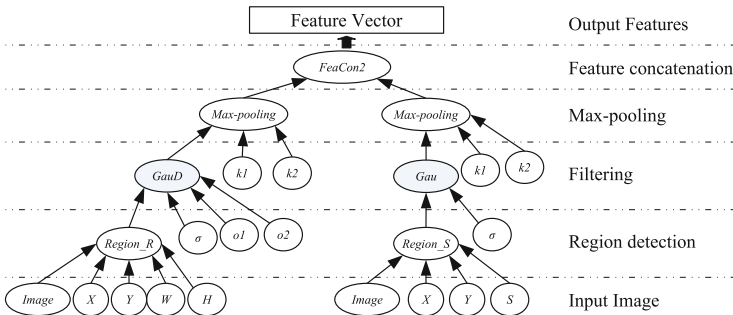 Feature Vector
Output Features
FeaCon2
Feature concatenation
Max-pooling
Max-pooling
Max-pooling
GauD
k1
k2
Gau
k1
k2
Filtering
Region_R
σ
o1
o2
Region_S
σ
Region detection
Image
X
Y
W
H
Image
X
Y
S
Input Image